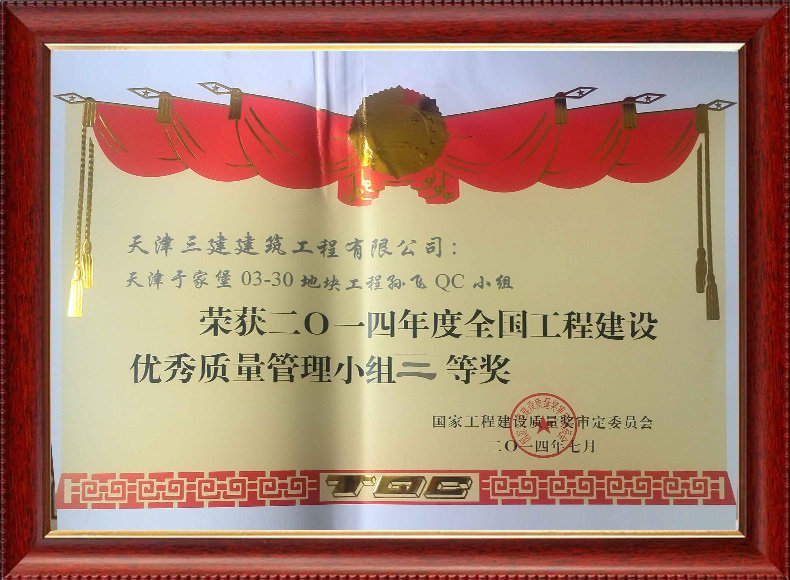 天津三建建筑工程有限公司：
天津于家堡 03-30 地块工程孙飞 QC 小组
荣获二〇一四年度全国工程建设
优秀质量管理小组二等奖
国家工程建设质量奖审定委员会
二〇一四年七月
TQC